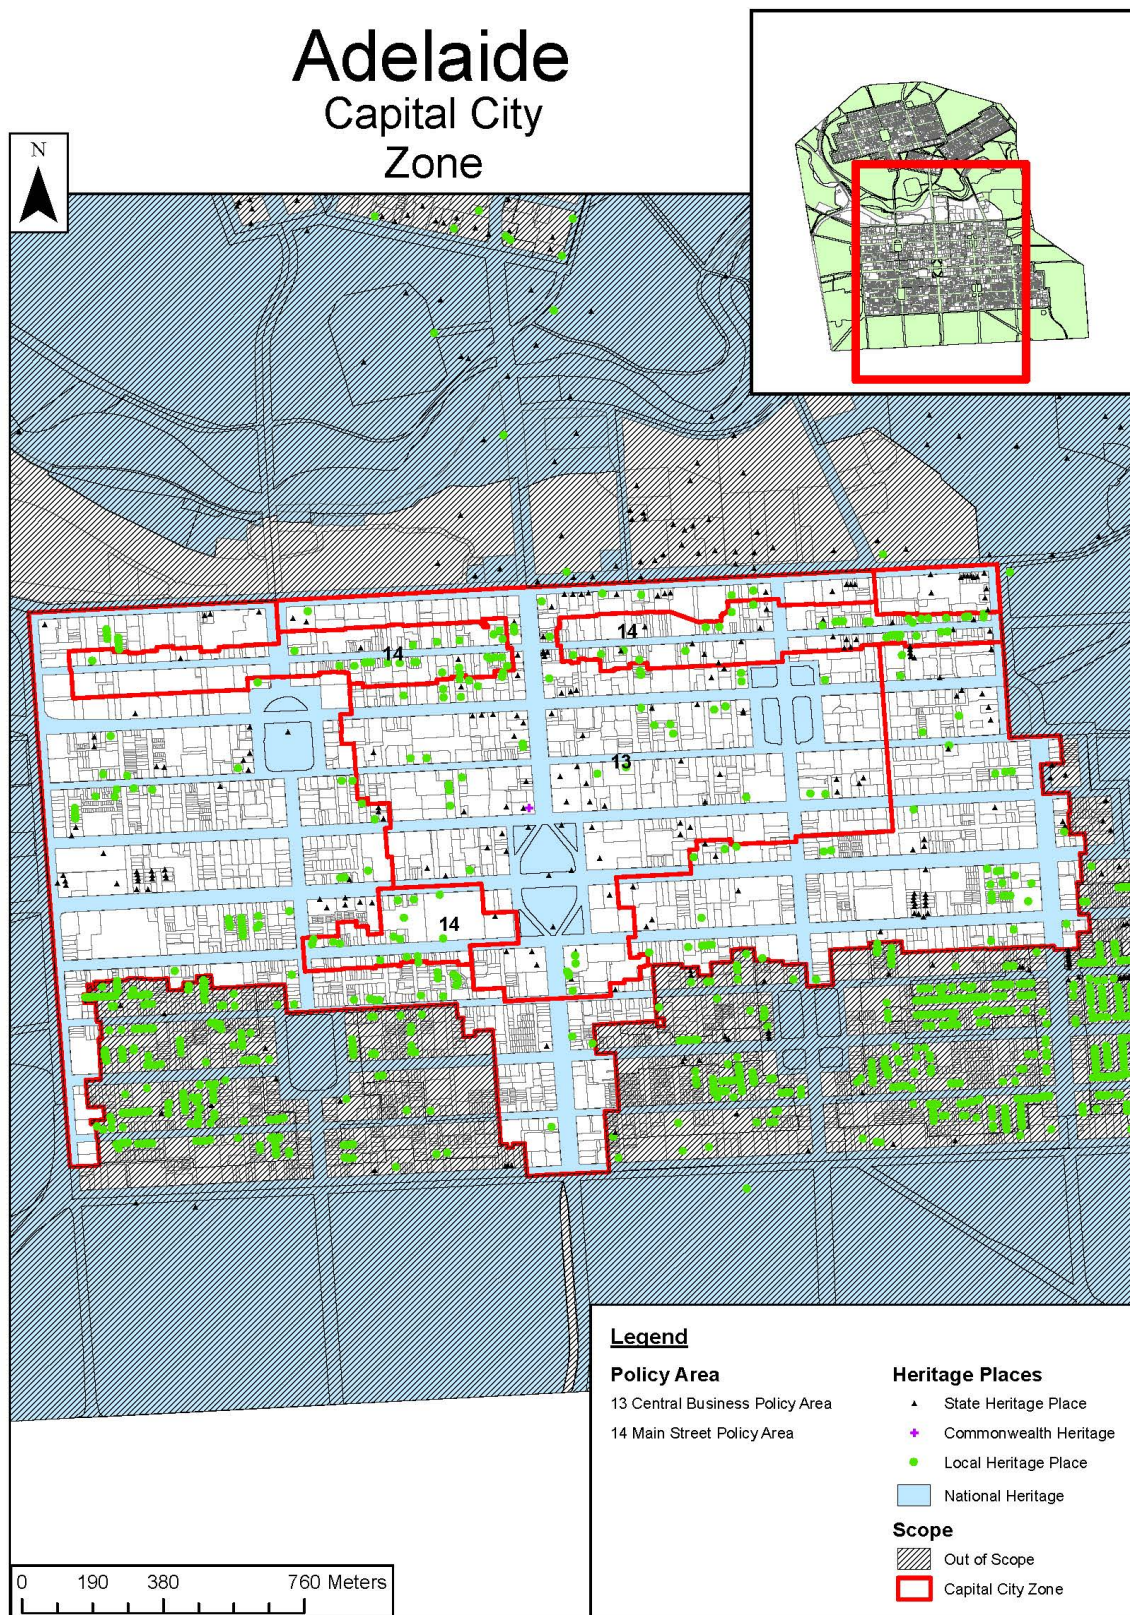 Adelaide
Capital City
Zone
N
14
14
13
14
Legend
Policy Area
13 Central Business Policy Area
14 Main Street Policy Area
Heritage Places
State Heritage Place
Commonwealth Heritage
Local Heritage Place
National Heritage
Scope
Out of Scope
Capital City Zone
0 190 380 760 Meters